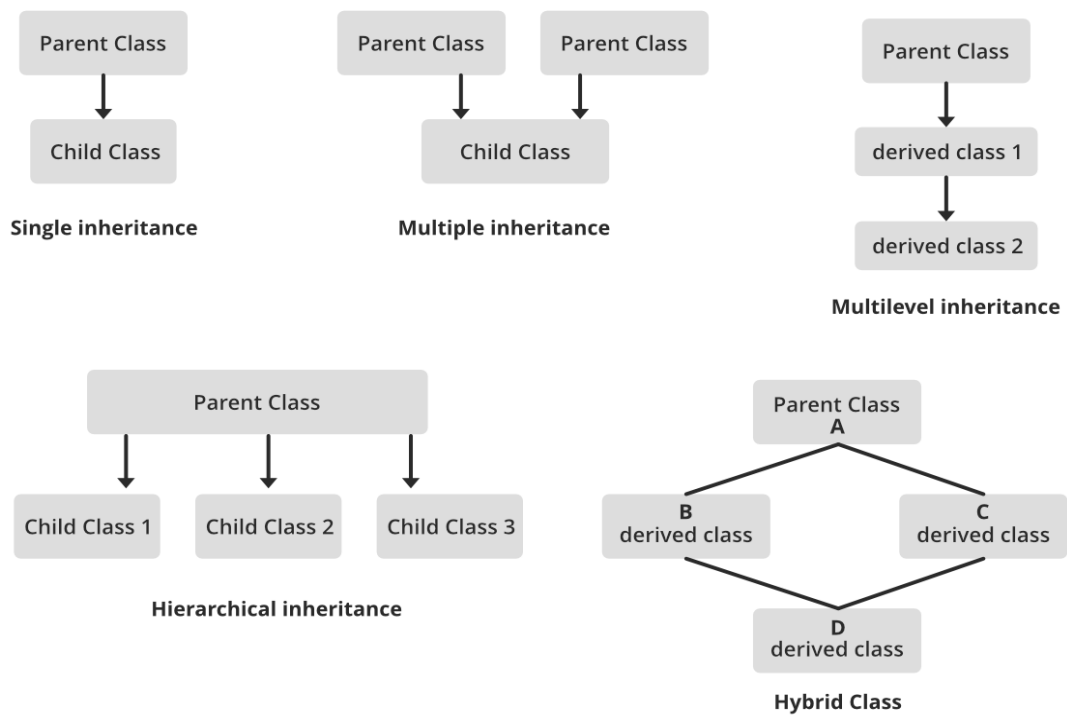 Parent Class
Child Class
Single inheritance
Parent Class
Parent Class
Child Class
Multiple inheritance
Parent Class
derived class 1
derived class 2
Multilevel inheritance
Parent Class
Child Class 1
Child Class 2
Child Class 3
Hierarchical inheritance
Parent Class
A
B
derived class
C
derived class
D
derived class
Hybrid Class